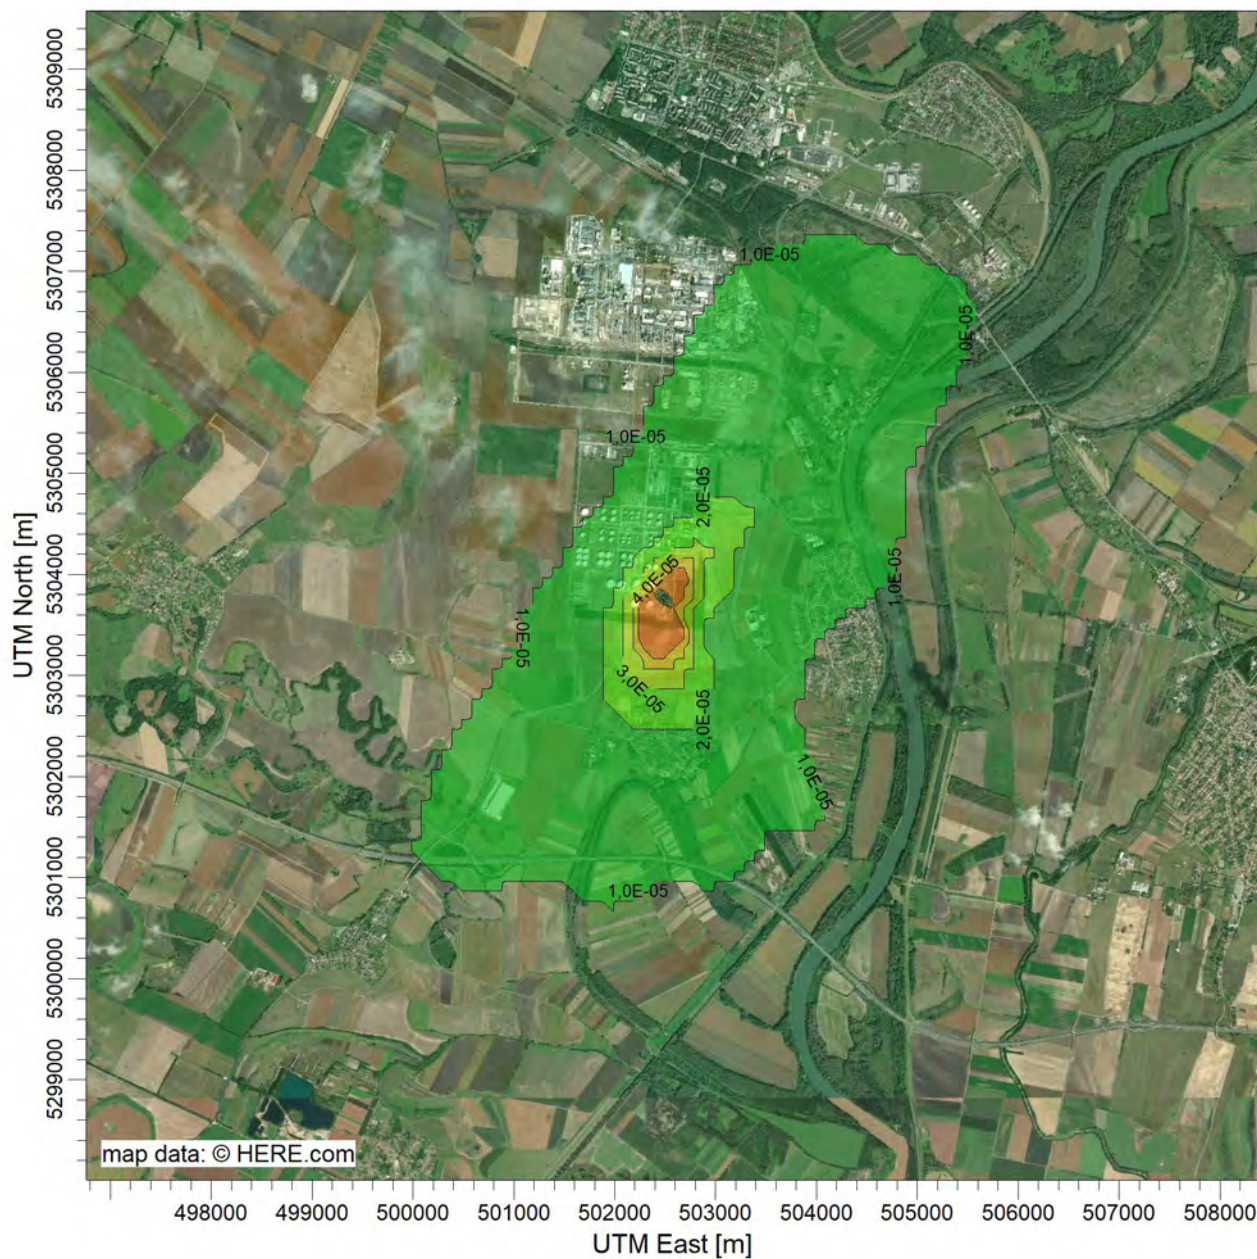 5309000
5308000
5307000
5306000
5305000
5304000
5303000
5302000
5301000
5300000
5299000
UTM North [m]
1,0E-05
1,0E-05
1,0E-05
2,0E-05
4,0E-05
1,0E-05
1,0E-05
3,0E-05
2,0E-05
1,0E-05
1,0E-05
map data: © HERE.com
498000
499000
500000
501000
502000
503000
504000
505000
506000
507000
508000
UTM East [m]